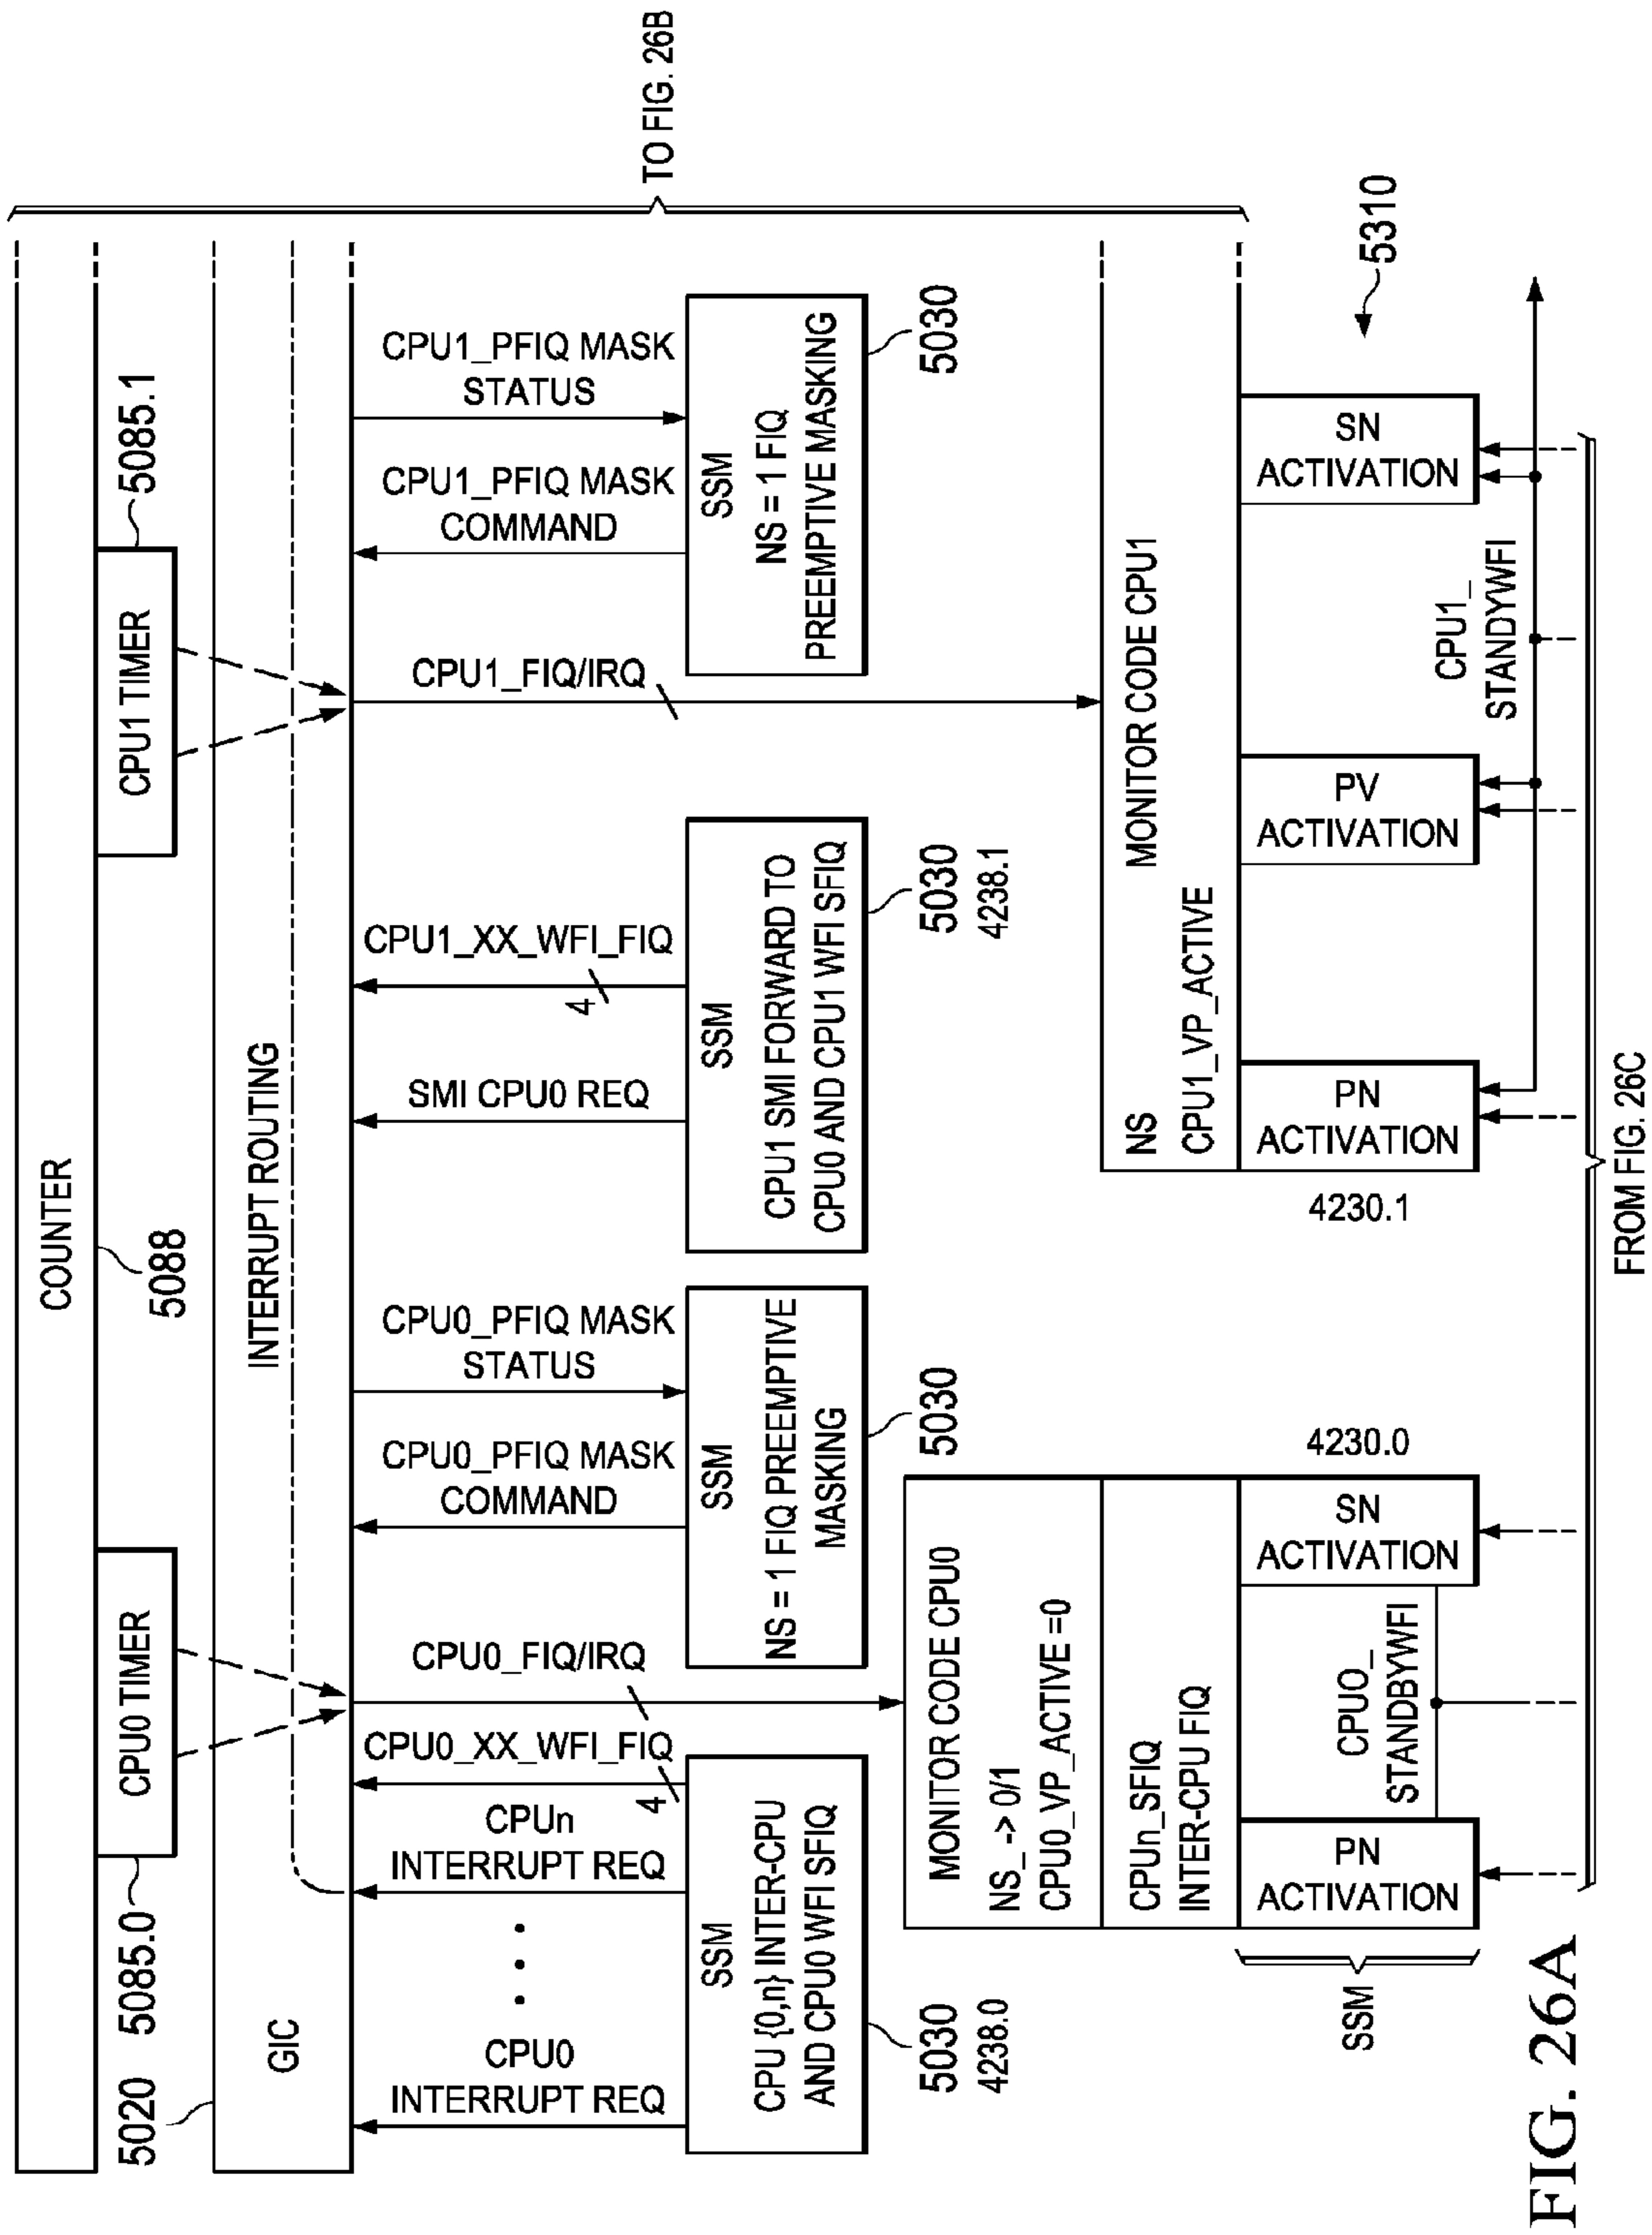 COUNTER
5088
5020
5085.0
CPU0 TIMER
CPU1 TIMER
5085.1
GIC
INTERRUPT ROUTING
TO FIG. 26B
CPU0
INTERRUPT REQ
CPUn
INTERRUPT REQ
CPU0_XX_WFI_FIQ
4
CPU0_FIQ/IRQ
CPU0_PFIQ MASK
COMMAND
CPU0_PFIQ MASK
STATUS
SMI CPU0 REQ
CPU1_XX_WFI_FIQ
4
CPU1_FIQ/IRQ
CPU1_PFIQ MASK
COMMAND
CPU1_PFIQ MASK
STATUS
SSM
CPU {0,n} INTER-CPU
AND CPU0 WFI SFIQ
5030
4238.0
SSM
NS = 1 FIQ PREEMPTIVE
MASKING
5030
SSM
CPU1 SMI FORWARD TO
CPU0 AND CPU1 WFI SFIQ
5030
4238.1
SSM
NS = 1 FIQ
PREEMPTIVE MASKING
5030
MONITOR CODE CPU0
NS_-> 0/1
CPU0_VP_ACTIVE =0
CPUn_SFIQ
INTER-CPU FIQ
MONITOR CODE CPU1
NS
CPU1_VP_ACTIVE
SSM
PN
ACTIVATION
CPUO_
STANDBYWFI
SN
ACTIVATION
4230.0
4230.1
PN
ACTIVATION
PV
ACTIVATION
CPU1_
STANDYWFI
SN
ACTIVATION
5310
FROM FIG. 26C
FIG. 26A